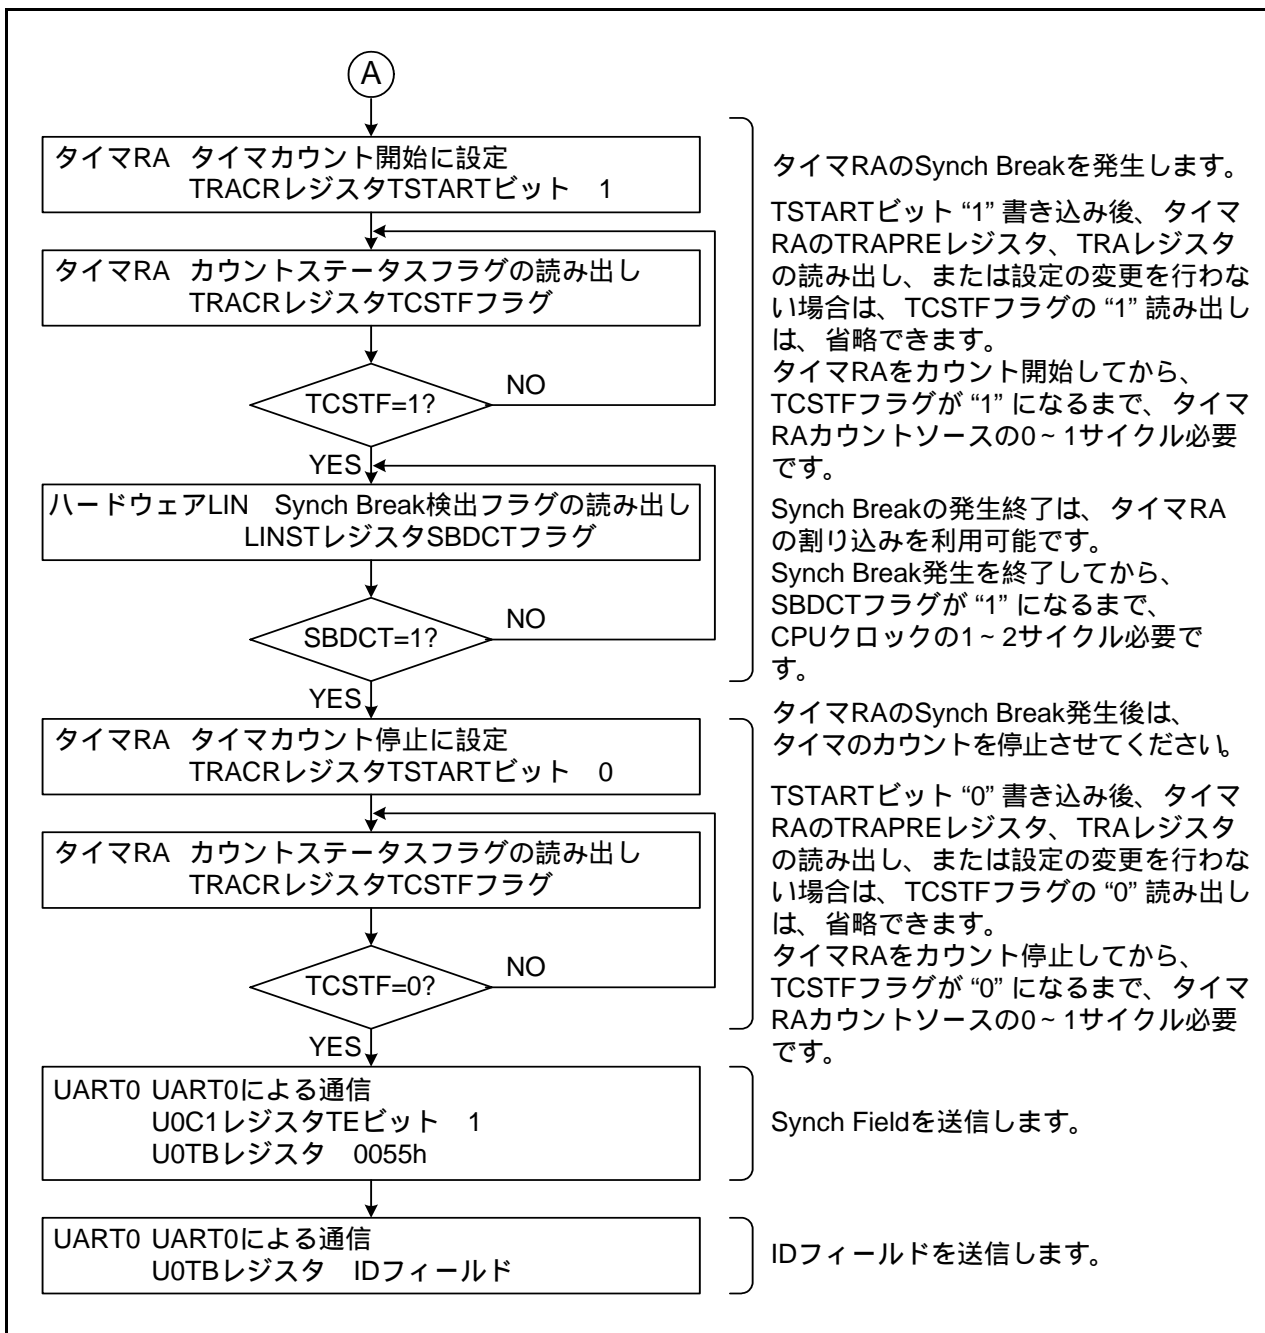 A
タイマRA タイマカウント開始に設定
TRACRレジスタTSTARTビット 1
タイマRA カウントステータスフラグの読み出し
TRACRレジスタTCSTFフラグ
TCSTF=1?
NO
YES
ハードウェアLIN Synch Break検出フラグの読み出し
LINSTレジスタSBDCTフラグ
SBDCT=1?
NO
YES
タイマRA タイマカウント停止に設定
TRACRレジスタTSTARTビット 0
タイマRA カウントステータスフラグの読み出し
TRACRレジスタTCSTFフラグ
TCSTF=0?
NO
YES
UART0 UART0による通信
U0C1レジスタTEビット 1
U0TBレジスタ 0055h
UART0 UART0による通信
U0TBレジスタ IDフィールド
タイマRAのSynch Breakを発生します。
TSTARTビット “1” 書き込み後、タイマ
RAのTRAPREレジスタ、TRAレジスタ
の読み出し、または設定の変更を行わな
い場合は、TCSTFフラグの “1” 読み出し
は、省略できます。
タイマRAをカウント開始してから、
TCSTFフラグが “1” になるまで、タイマ
RAカウントソースの0~1サイクル必要
です。
Synch Breakの発生終了は、タイマRA
の割り込みを利用可能です。
Synch Break発生を終了してから、
SBDCTフラグが “1” になるまで、
CPUクロックの1~2サイクル必要で
す。
タイマRAのSynch Break発生後は、
タイマのカウントを停止させてください。
TSTARTビット “0” 書き込み後、タイマ
RAのTRAPREレジスタ、TRAレジスタ
の読み出し、または設定の変更を行わな
い場合は、TCSTFフラグの “0” 読み出し
は、省略できます。
タイマRAをカウント停止してから、
TCSTFフラグが “0” になるまで、タイマ
RAカウントソースの0~1サイクル必要
です。
Synch Fieldを送信します。
IDフィールドを送信します。